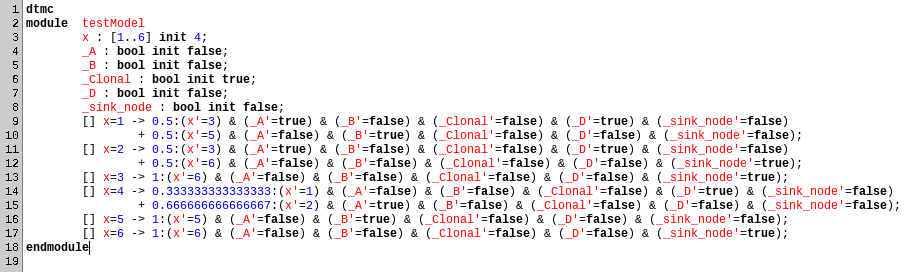 1 dtmc
2 module  testModel
3 x : [1..6] init 4;
4 _A : bool init false;
5 _B : bool init false;
6 _Clonal : bool init true;
7 _D : bool init false;
8 _sink_node : bool init false;
9 [] x=1 -> 0.5:(x'=3) & (_A'=true) & (_B'=false) & (_Clonal'=false) & (_D'=true) & (_sink_node'=false)
10 + 0.5:(x'=5) & (_A'=false) & (_B'=true) & (_Clonal'=false) & (_D'=false) & (_sink_node'=false);
11 [] x=2 -> 0.5:(x'=3) & (_A'=true) & (_B'=false) & (_Clonal'=false) & (_D'=true) & (_sink_node'=false)
12 + 0.5:(x'=6) & (_A'=false) & (_B'=false) & (_Clonal'=false) & (_D'=false) & (_sink_node'=true);
13 [] x=3 -> 1:(x'=6) & (_A'=false) & (_B'=false) & (_Clonal'=false) & (_D'=false) & (_sink_node'=true);
14 [] x=4 -> 0.333333333333333:(x'=1) & (_A'=false) & (_B'=false) & (_Clonal'=false) & (_D'=true) & (_sink_node'=false)
15 + 0.666666666666667:(x'=2) & (_A'=true) & (_B'=false) & (_Clonal'=false) & (_D'=false) & (_sink_node'=false);
16 [] x=5 -> 1:(x'=5) & (_A'=false) & (_B'=true) & (_Clonal'=false) & (_D'=false) & (_sink_node'=false);
17 [] x=6 -> 1:(x'=6) & (_A'=false) & (_B'=false) & (_Clonal'=false) & (_D'=false) & (_sink_node'=true);
18 endmodule
19